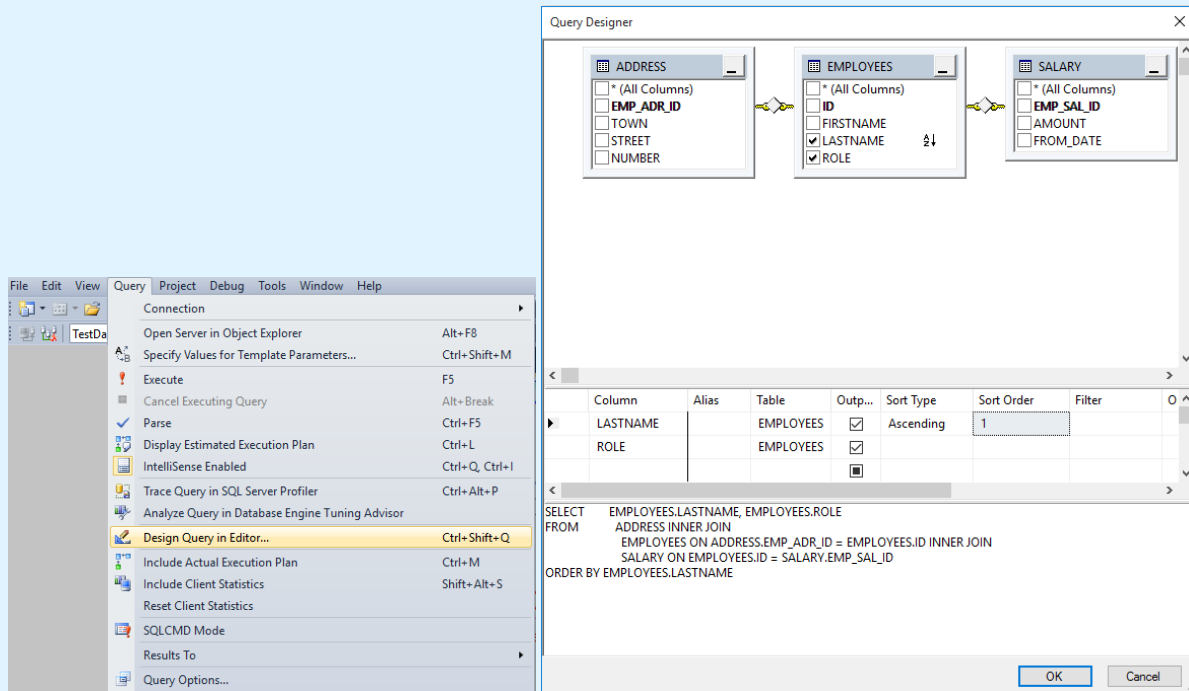 File Edit View Query Project Debug Tools Window Help
TestDa
Connection
Open Server in Object Explorer Alt+F8
Specify Values for Template Parameters... Ctrl+Shift+M
Execute F5
Cancel Executing Query Alt+Break
Parse Ctrl+F5
Display Estimated Execution Plan Ctrl+L
IntelliSense Enabled Ctrl+Q, Ctrl+I
Trace Query in SQL Server Profiler Ctrl+Alt+P
Analyze Query in Database Engine Tuning Advisor
Design Query in Editor... Ctrl+Shift+Q
Include Actual Execution Plan Ctrl+M
Include Client Statistics Shift+Alt+S
Reset Client Statistics
SQLCMD Mode
Results To
Query Options...
Query Designer
ADDRESS
* (All Columns)
EMP_ADR_ID
TOWN
STREET
NUMBER
EMPLOYEES
* (All Columns)
ID
FIRSTNAME
LASTNAME
ROLE
SALARY
* (All Columns)
EMP_SAL_ID
AMOUNT
FROM_DATE
Column Alias Table Outp... Sort Type Sort Order Filter O
LASTNAME EMPLOYEES Ascending 1
ROLE EMPLOYEES
SELECT EMPLOYEES.LASTNAME, EMPLOYEES.ROLE
FROM ADDRESS INNER JOIN
EMPLOYEES ON ADDRESS.EMP_ADR_ID = EMPLOYEES.ID INNER JOIN
SALARY ON EMPLOYEES.ID = SALARY.EMP_SAL_ID
ORDER BY EMPLOYEES.LASTNAME
OK Cancel